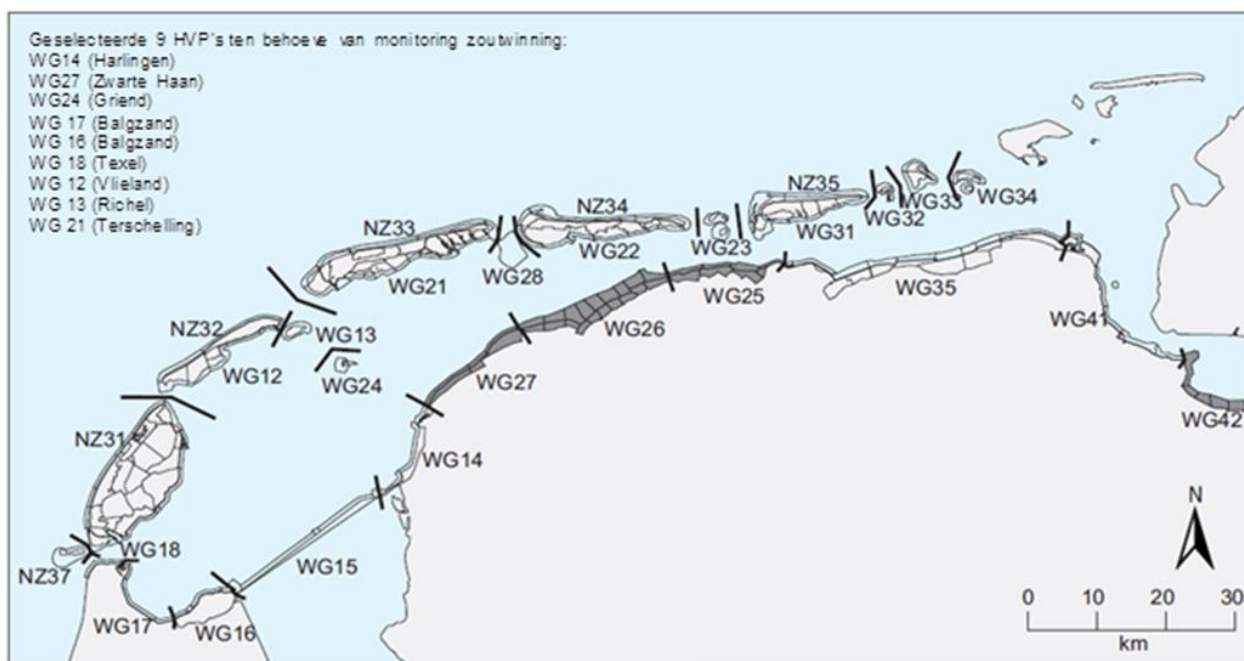 Geselecteerde 9 HVP's ten behoeve van monitoring zoutwinning:
WG14 (Harlingen)
WG27 (Zwarte Haan)
WG24 (Griend)
WG 17 (Balgzand)
WG 16 (Balgzand)
WG 18 (Texel)
WG 12 (Vlieland)
WG 13 (Richel)
WG 21 (Terschelling)
NZ35
WG34
WG33
WG32
WG31
NZ34
WG23
WG22
NZ33
WG28
WG21
WG25
WG35
WG26
WG41
NZ32
WG13
WG12
WG24
WG27
WG42
NZ31
WG14
N
WG18
WG15
NZ37
WG17
WG16
0 10 20 30
km